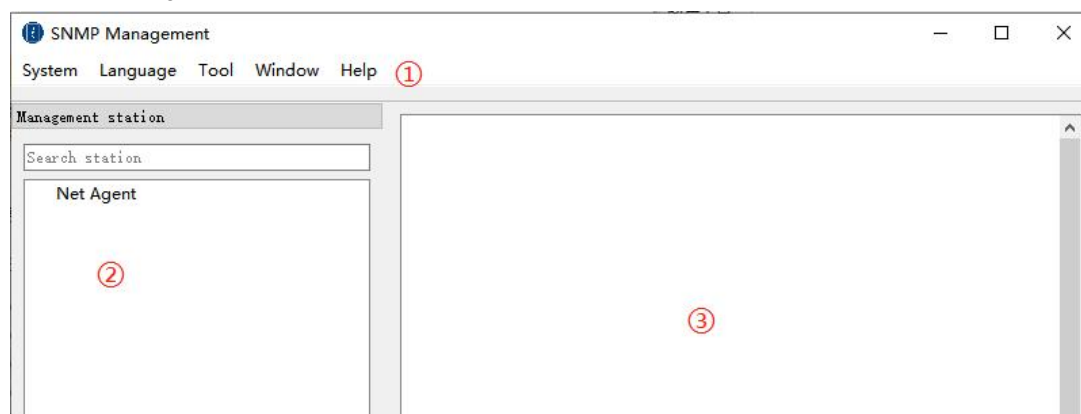 SNMP Management
System Language Tool Window Help ①
Management station
Search station
Net Agent
②
③